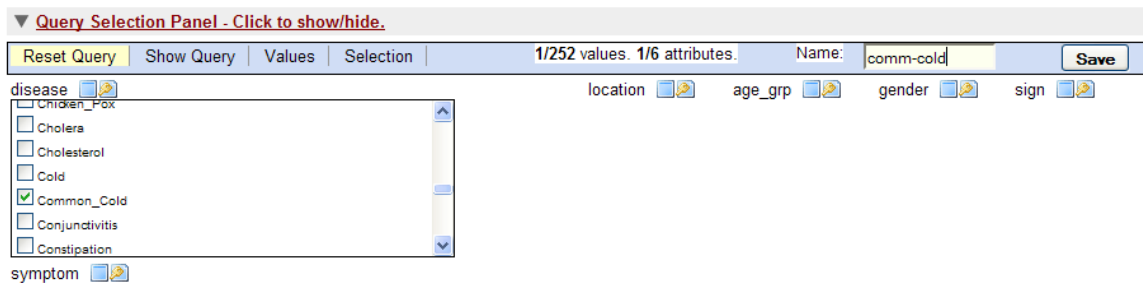 ▼ Query Selection Panel - Click to show/hide.
Reset Query | Show Query | Values | Selection | 1/252 values. 1/6 attributes. Name: comm-cold Save
disease location age_grp gender sign
Chicken_Pox
Cholera
Cholesterol
Cold
Common_Cold
Conjunctivitis
Constipation
symptom